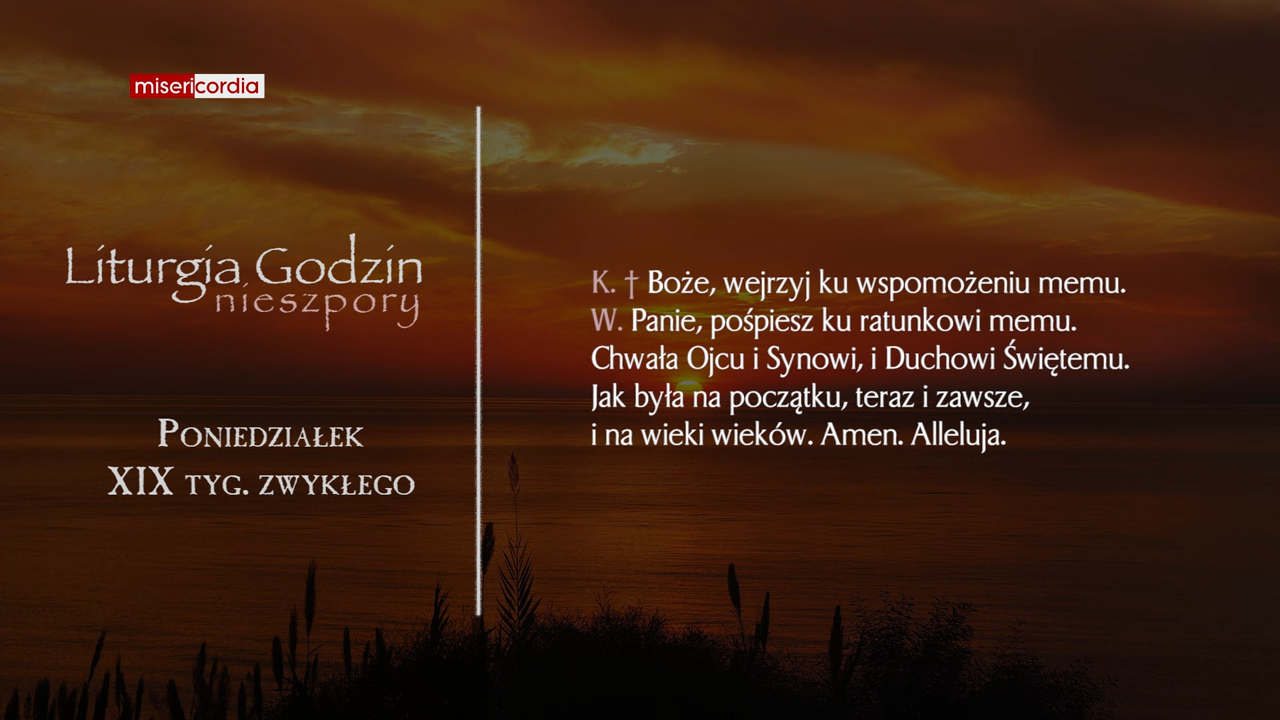 misericordia
Liturgia Godzin
nieszpory
Poniedziałek
XIX tyg. zwykłego
K. † Boże, wejrzyj ku wspomożeniu memu.
W. Panie, pośpiesz ku ratunkowi memu.
Chwała Ojcu i Synowi, i Duchowi Świętemu.
Jak była na początku, teraz i zawsze,
i na wieki wieków. Amen. Alleluja.